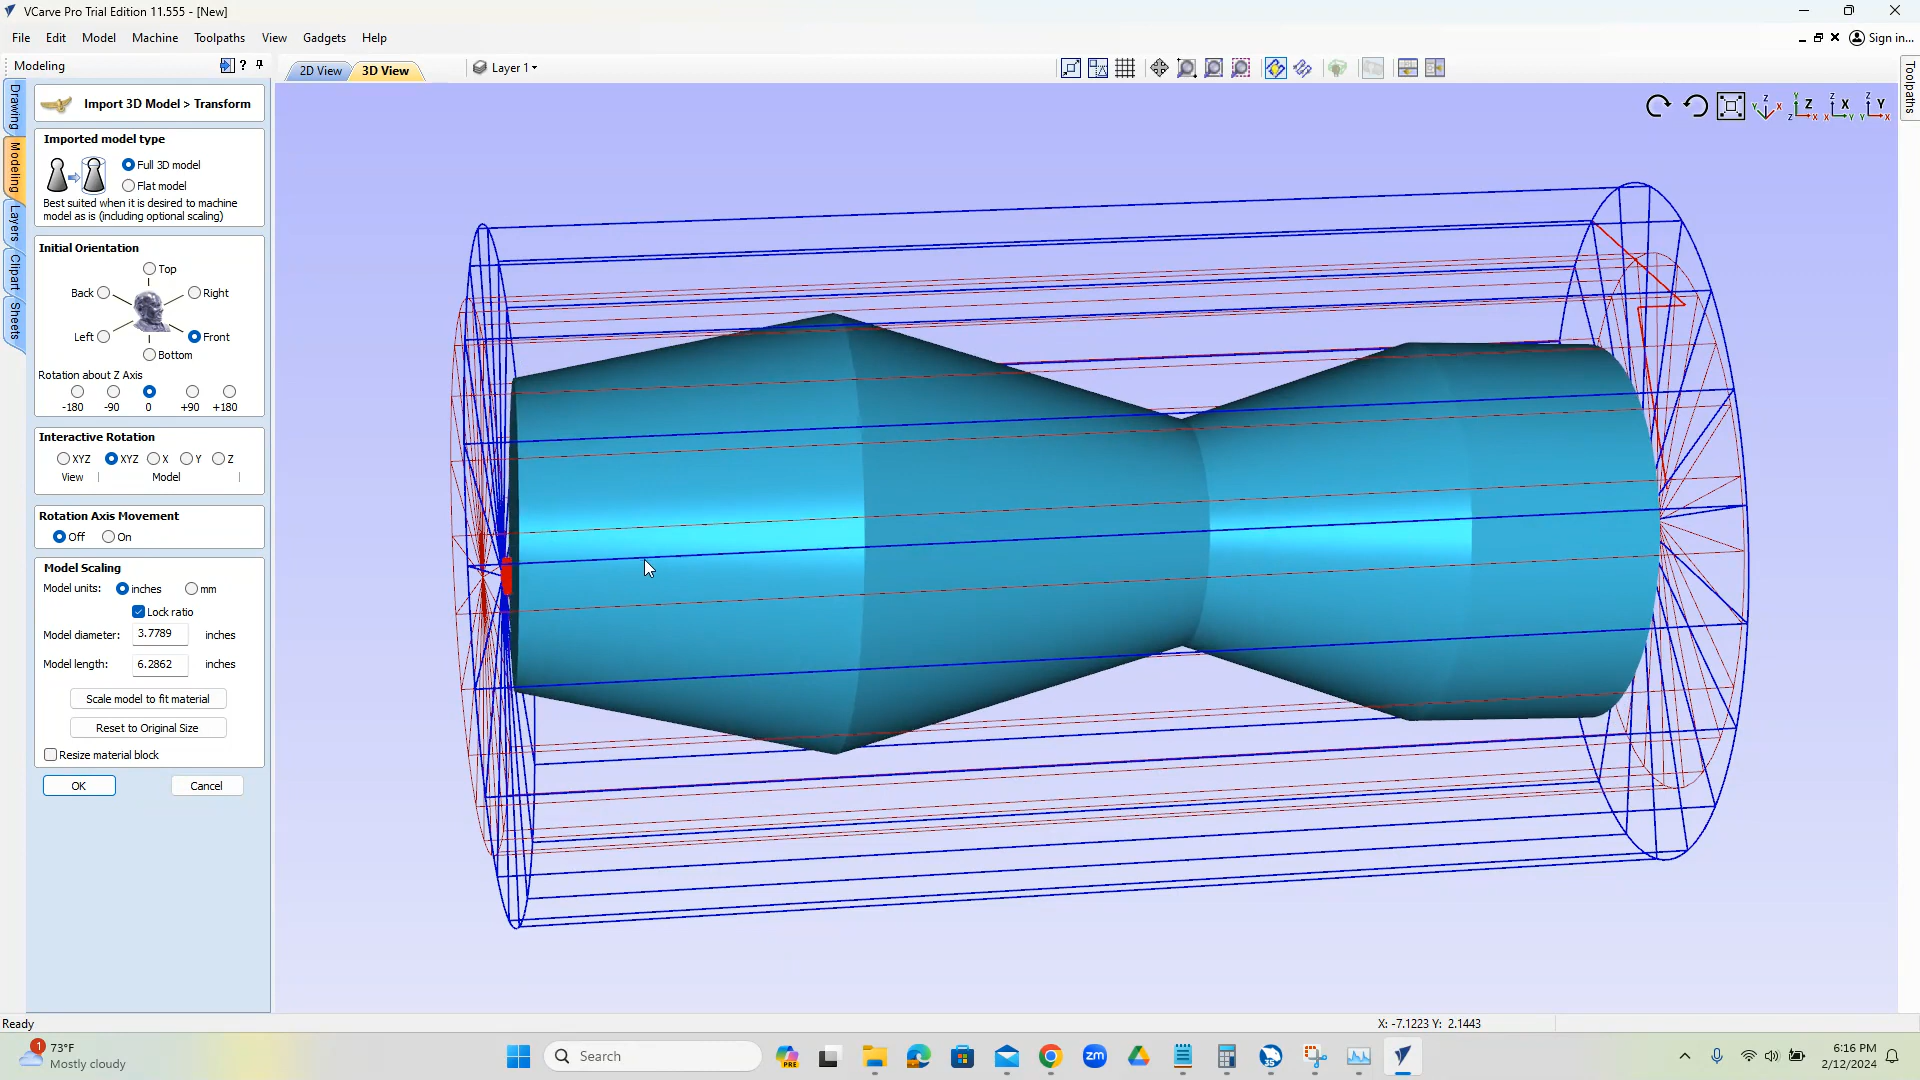 VCarve Pro Trial Edition 11.555 - [New]
File Edit Model Machine Toolpaths View Gadgets Help
Sign in...
Modeling
?
2D View
3D View
Layer 1
Toolpaths
Drawing
Modeling
Layers
Clipart
Sheets
Import 3D Model > Transform
Imported model type
Full 3D model
Flat model
Best suited when it is desired to machine
model as is (including optional scaling)
Initial Orientation
Top
Back
Right
Left
Front
Bottom
Rotation about Z Axis
-180 -90 0 +90 +180
Interactive Rotation
XYZ XYZ X Y Z
View | Model |
Rotation Axis Movement
Off On
Model Scaling
Model units: inches mm
Lock ratio
Model diameter: 3.7789 inches
Model length: 6.2862 inches
Scale model to fit material
Reset to Original Size
Resize material block
OK Cancel
Ready
X: -7.1223 Y: 2.1443
1
73°F
Mostly cloudy
Search
PRE
zm
35
6:16 PM
2/12/2024